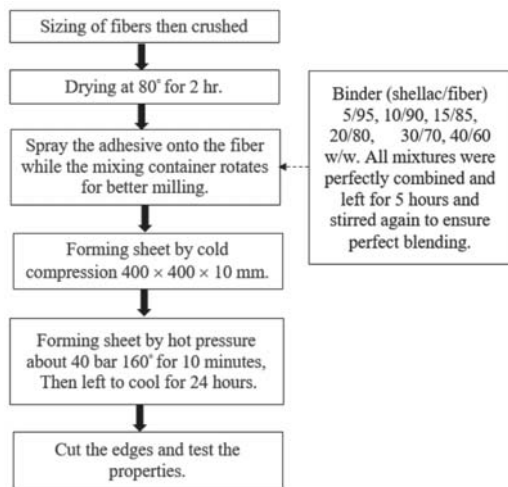 Sizing of fibers then crushed
Drying at 80° for 2 hr.
Spray the adhesive onto the fiber
while the mixing container rotates
for better milling.
Binder (shellac/fiber)
5/95, 10/90, 15/85,
20/80, 30/70, 40/60
w/w. All mixtures were
perfectly combined and
left for 5 hours and
stirred again to ensure
perfect blending.
Forming sheet by cold
compression 400 × 400 × 10 mm.
Forming sheet by hot pressure
about 40 bar 160° for 10 minutes,
Then left to cool for 24 hours.
Cut the edges and test the
properties.